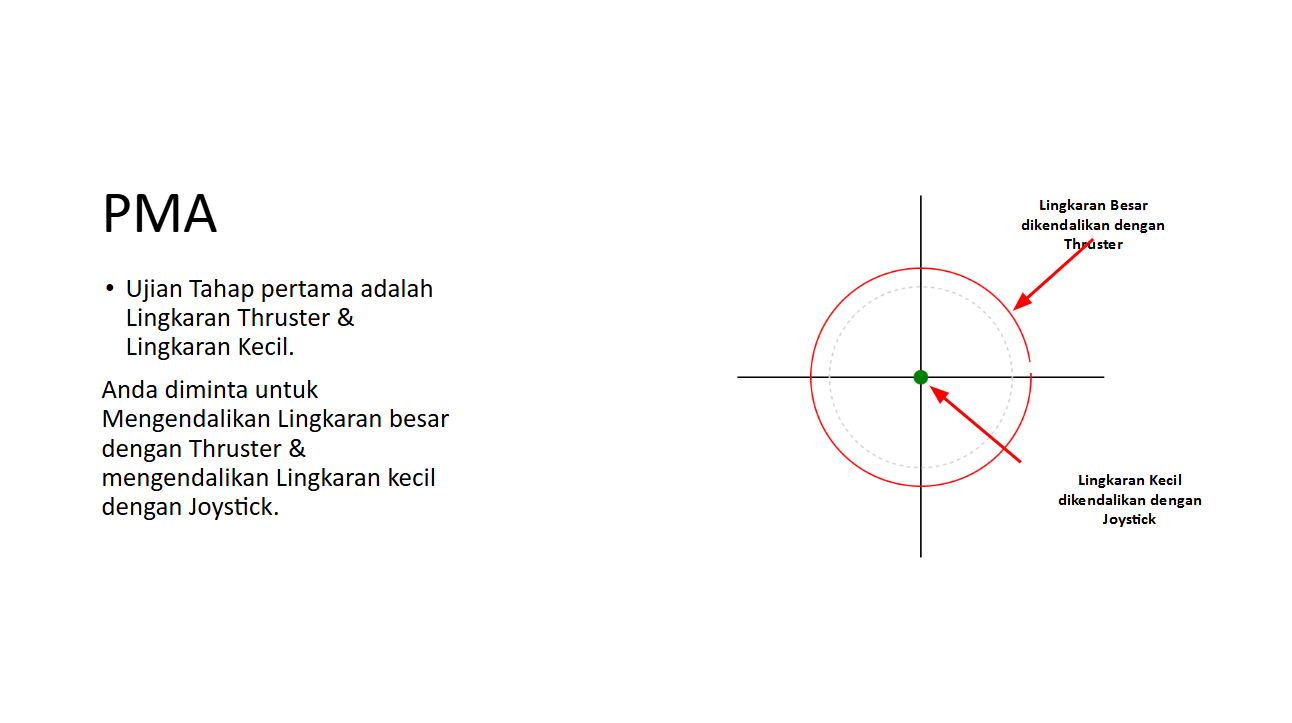 PMA
• Ujian Tahap pertama adalah
Lingkaran Thruster &
Lingkaran Kecil.
Anda diminta untuk
Mengendalikan Lingkaran besar
dengan Thruster &
mengendalikan Lingkaran kecil
dengan Joystick.
Lingkaran Besar
dikendalikan dengan
Thruster
Lingkaran Kecil
dikendalikan dengan
Joystick